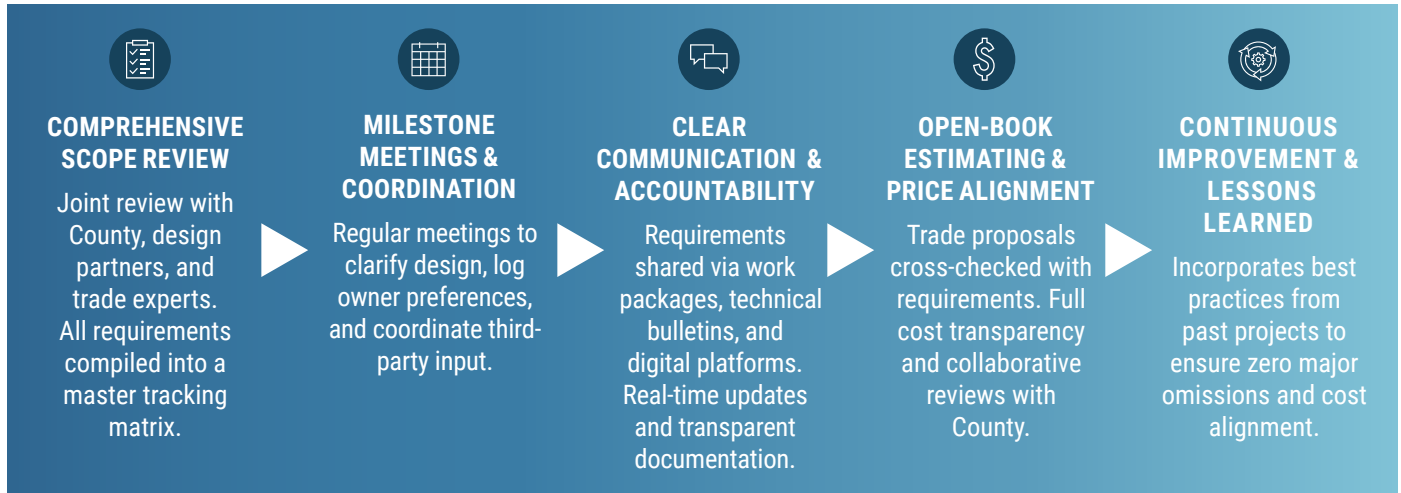 COMPREHENSIVE
SCOPE REVIEW
Joint review with
County, design
partners, and
trade experts.
All requirements
compiled into a
master tracking
matrix.
MILESTONE
MEETINGS &
COORDINATION
Regular meetings to
clarify design, log
owner preferences,
and coordinate third-
party input.
CLEAR
COMMUNICATION &
ACCOUNTABILITY
Requirements
shared via work
packages, technical
bulletins, and
digital platforms.
Real-time updates
and transparent
documentation.
OPEN-BOOK
ESTIMATING &
PRICE ALIGNMENT
Trade proposals
cross-checked with
requirements. Full
cost transparency
and collaborative
reviews with
County.
CONTINUOUS
IMPROVEMENT &
LESSONS
LEARNED
Incorporates best
practices from
past projects to
ensure zero major
omissions and cost
alignment.